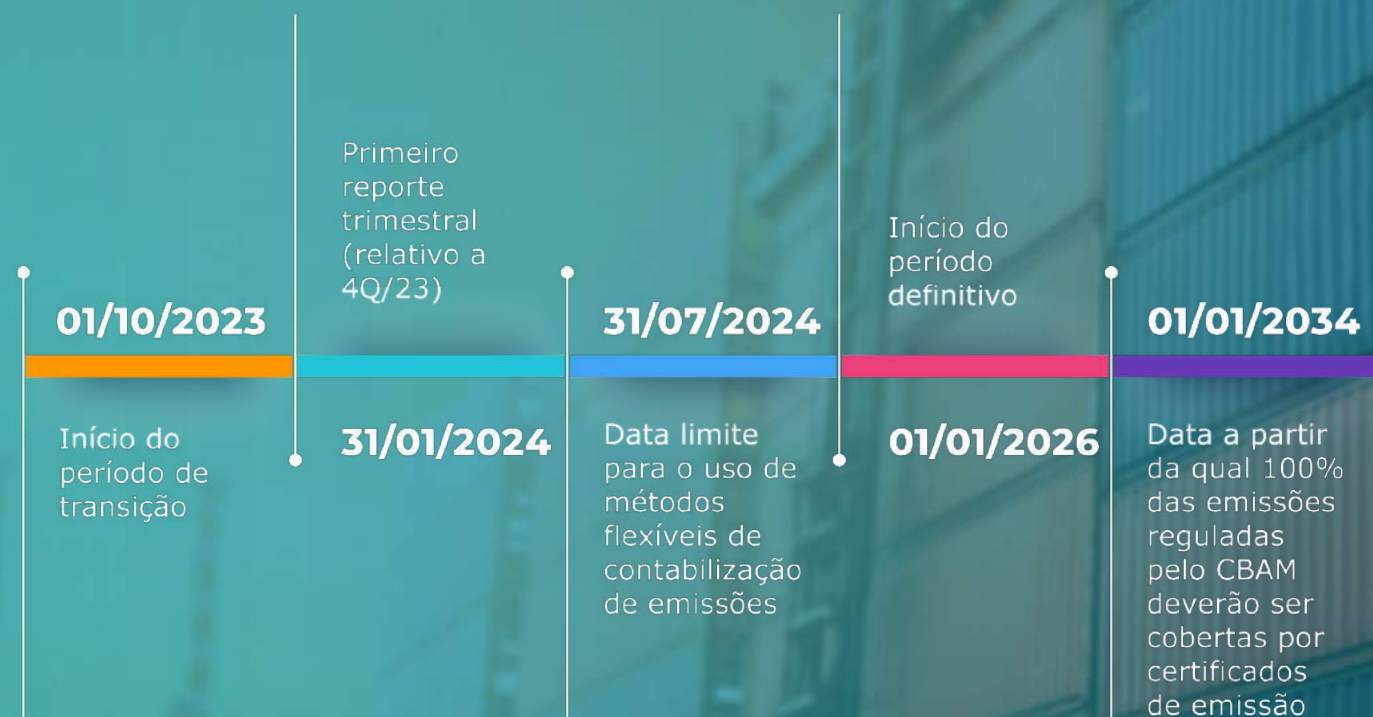 01/10/2023
Início do
período de
transição
Primeiro
reporte
trimestral
(relativo a
4Q/23)
31/01/2024
31/07/2024
Data limite
para o uso de
métodos
flexíveis de
contabilização
de emissões
Início do
período
definitivo
01/01/2026
01/01/2034
Data a partir
da qual 100%
das emissões
reguladas
pelo CBAM
deverão ser
cobertas por
certificados
de emissão